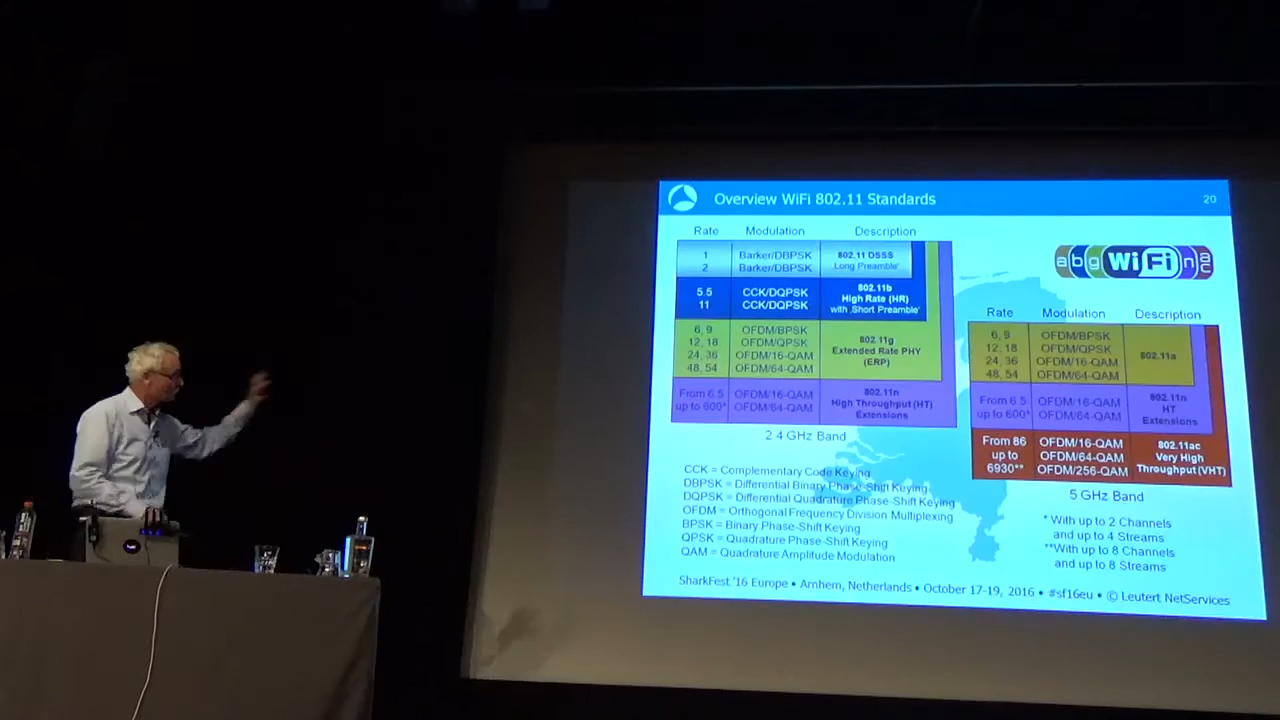 Overview WiFi 802.11 Standards
20
Rate Modulation Description
1 Barker/DBPSK 802.11 DSSS
2 Barker/DBPSK ‚Long Preamble'
5.5 CCK/DQPSK 802.11b
11 CCK/DQPSK High Rate (HR)
with ‚Short Preamble'
6, 9 OFDM/BPSK 802.11g
12, 18 OFDM/QPSK Extended Rate PHY
24, 36 OFDM/16-QAM (ERP)
48, 54 OFDM/64-QAM
From 6.5 OFDM/16-QAM 802.11n
up to 600* OFDM/64-QAM High Throughput (HT)
Extensions
2.4 GHz Band
abg WiFi n ac
Rate Modulation Description
6, 9 OFDM/BPSK 802.11a
12, 18 OFDM/QPSK
24, 36 OFDM/16-QAM
48, 54 OFDM/64-QAM
From 6.5 OFDM/16-QAM 802.11n
up to 600* OFDM/64-QAM HT
Extensions
From 86 OFDM/16-QAM 802.11ac
up to OFDM/64-QAM Very High
6930** OFDM/256-QAM Throughput (VHT)
5 GHz Band
CCK = Complementary Code Keying
DBPSK = Differential Binary Phase-Shift Keying
DQPSK = Differential Quadrature Phase-Shift Keying
OFDM = Orthogonal Frequency Division Multiplexing
BPSK = Binary Phase-Shift Keying
QPSK = Quadrature Phase-Shift Keying
QAM = Quadrature Amplitude Modulation
* With up to 2 Channels
and up to 4 Streams
**With up to 8 Channels
and up to 8 Streams
SharkFest '16 Europe • Arnhem, Netherlands • October 17-19, 2016 • #sf16eu • © Leutert NetServices